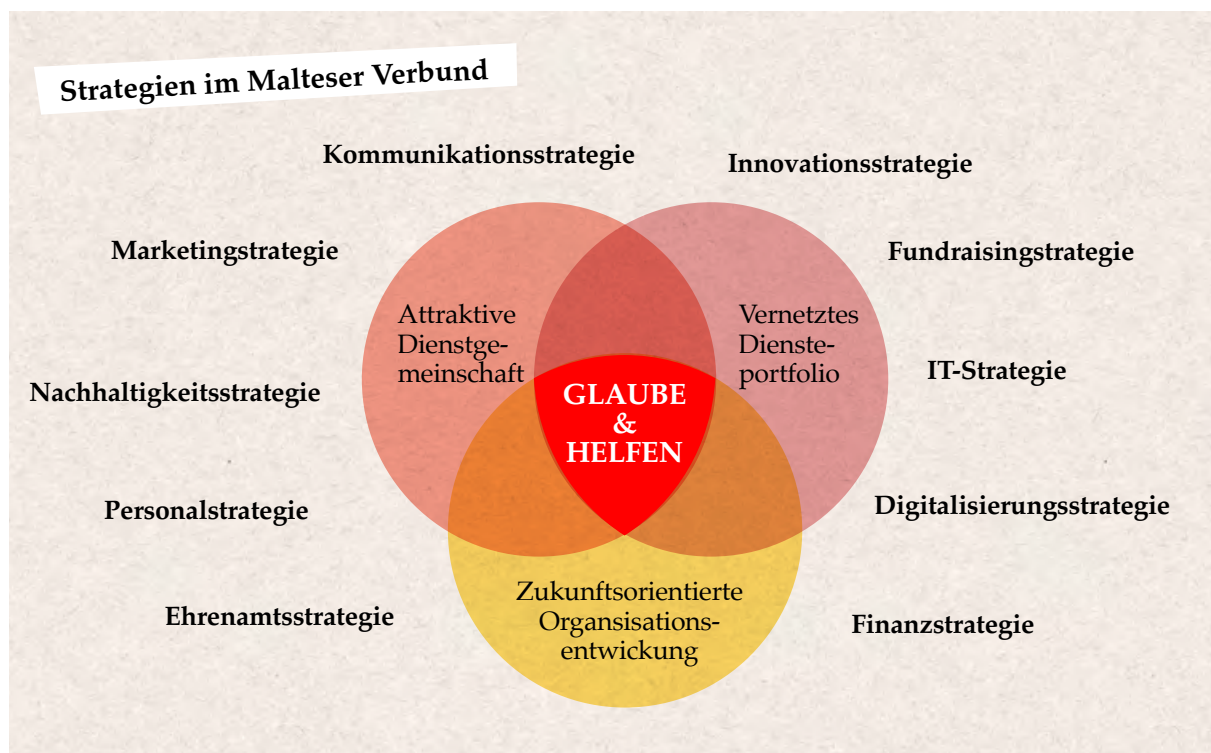 Strategien im Malteser Verbund
Kommunikationsstrategie
Innovationsstrategie
Marketingstrategie
Fundraisingstrategie
Attraktive
Dienstge-
meinschaft
Vernetztes
Dienste-
portfolio
IT-Strategie
Nachhaltigkeitsstrategie
GLAUBE
&
HELFEN
Personalstrategie
Digitalisierungsstrategie
Zukunftsorientierte
Organsisations-
entwickung
Ehrenamtsstrategie
Finanzstrategie